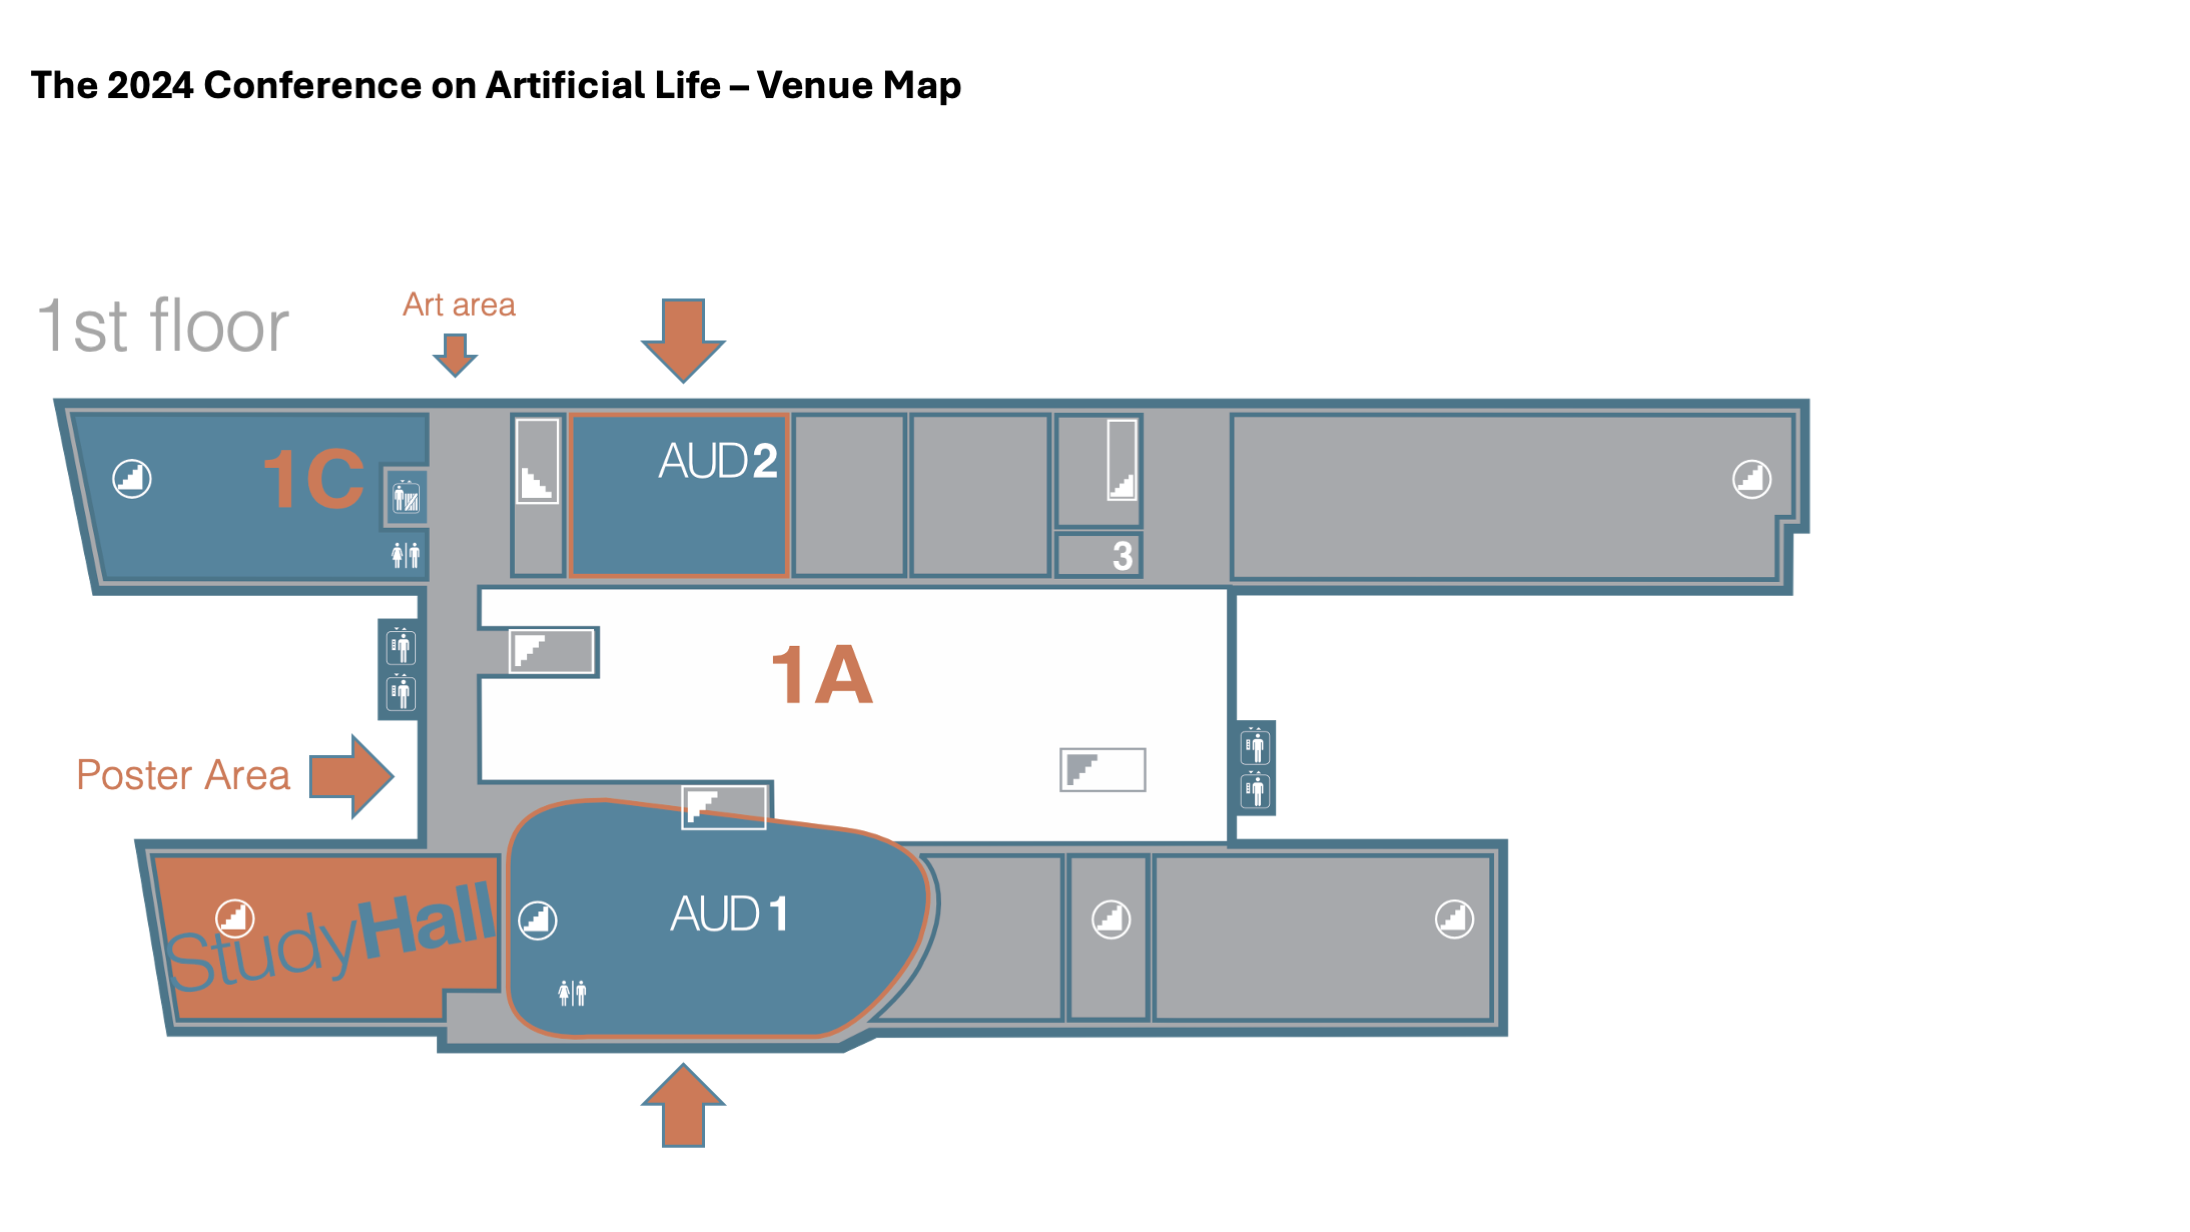 The 2024 Conference on Artificial Life – Venue Map
1st floor
Art area
1C
AUD2
3
1A
Poster Area
StudyHall
AUD1